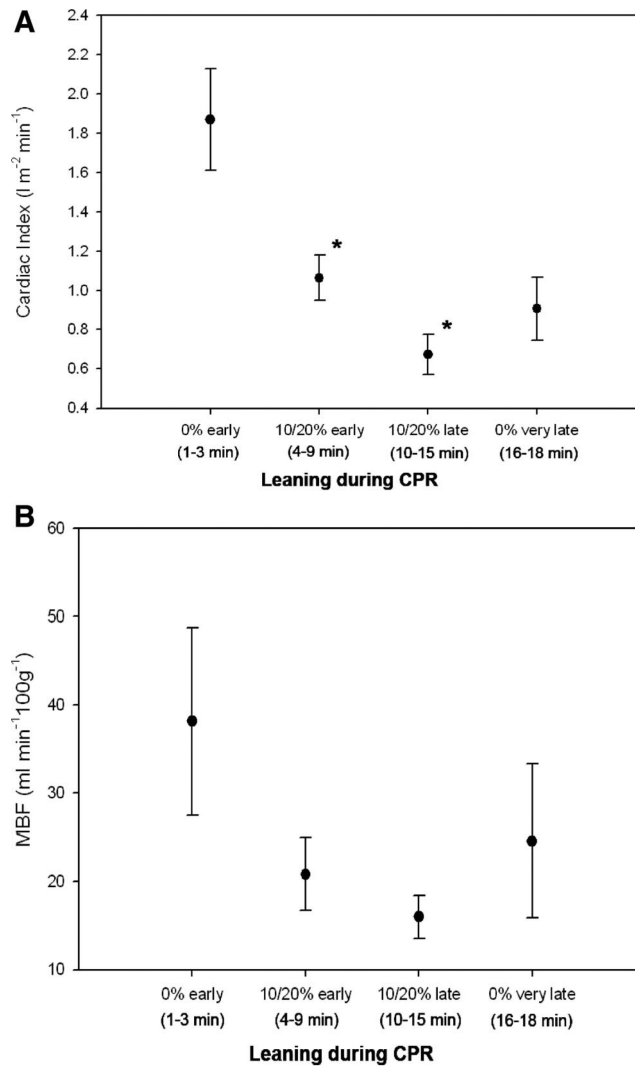 A
2.4
2.2
2.0
1.8
1.6
1.4
1.2
1.0
0.8
0.6
0.4
Cardiac Index (l m⁻² min⁻¹)
*
*
0% early 10/20% early 10/20% late 0% very late
(1-3 min) (4-9 min) (10-15 min) (16-18 min)
Leaning during CPR
B
60
50
40
30
20
10
MBF (ml min⁻¹100g⁻¹)
0% early 10/20% early 10/20% late 0% very late
(1-3 min) (4-9 min) (10-15 min) (16-18 min)
Leaning during CPR